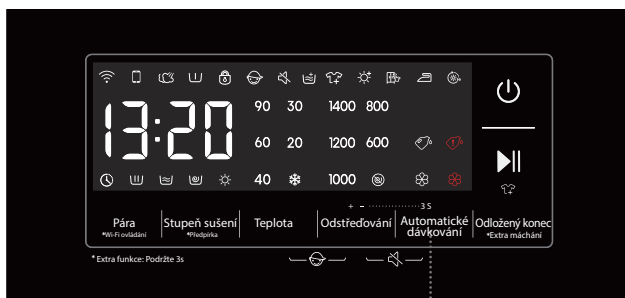 90 30 1400 800
13:20
60 20 1200 600
40 1000
+ - 3 S
Pára Stupeň sušení Teplota Odstřeďování Automatické dávkování Odložený konec
*Wi-Fi ovládání *Předpírka *Extra máchání
* Extra funkce: Podržte 3s